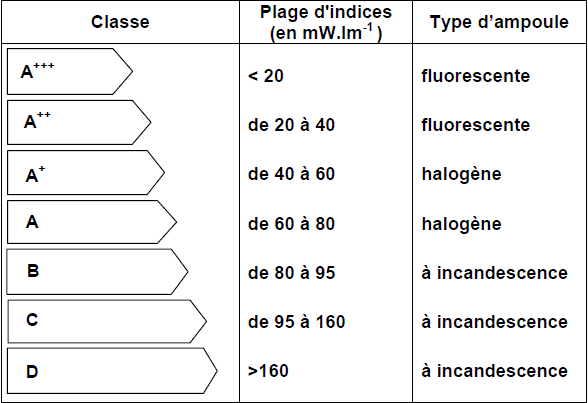 Classe Plage d'indices Type d'ampoule
(en mW.lm⁻¹)
A⁺⁺⁺ < 20 fluorescente
A⁺⁺ de 20 à 40 fluorescente
A⁺ de 40 à 60 halogène
A de 60 à 80 halogène
B de 80 à 95 à incandescence
C de 95 à 160 à incandescence
D >160 à incandescence